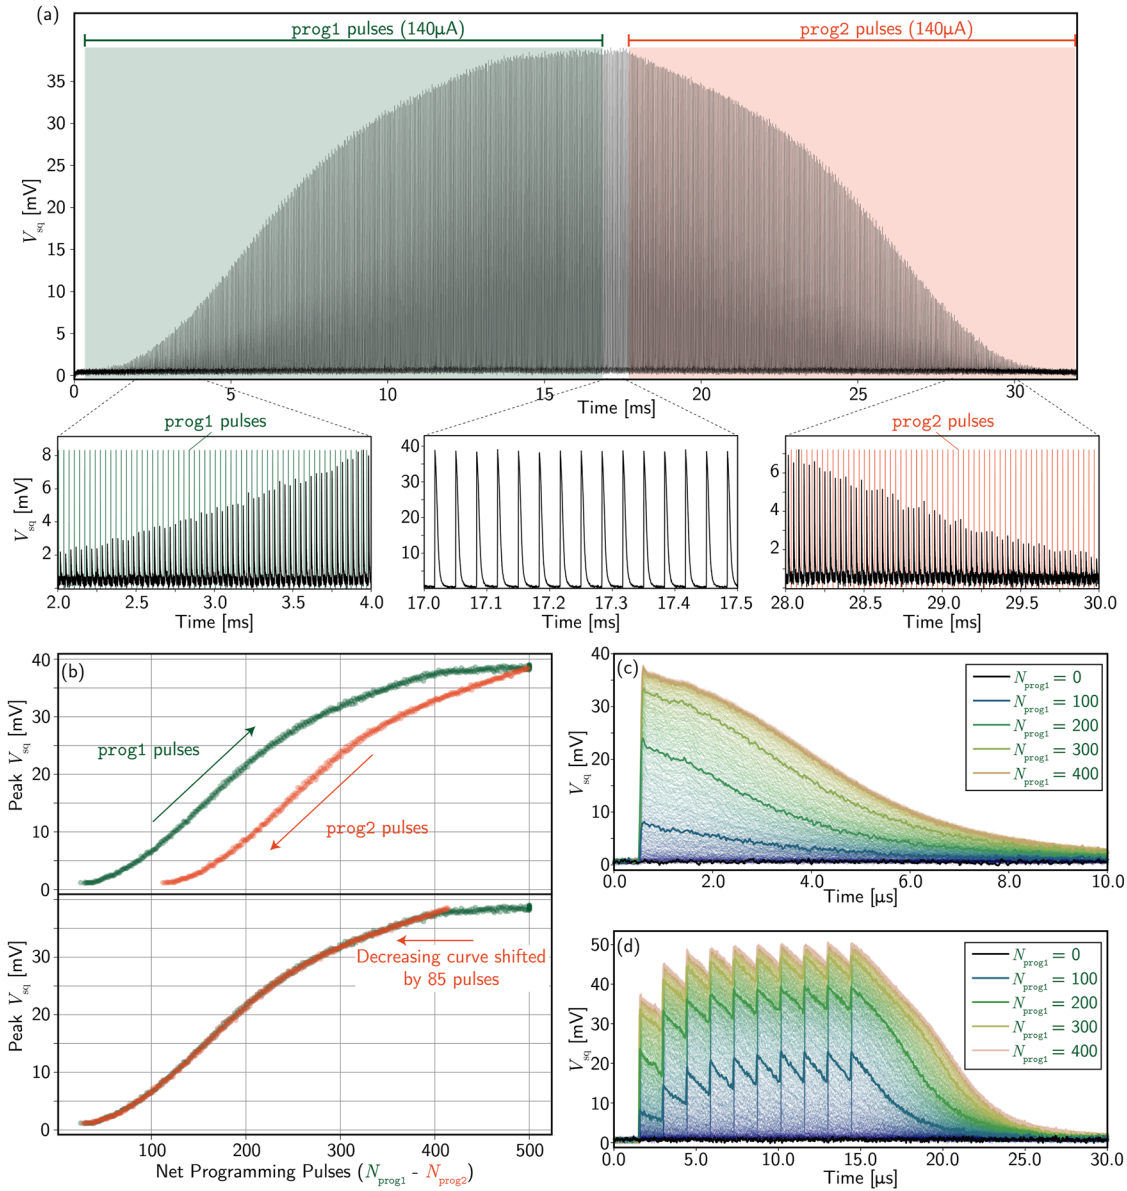 (a)
prog1 pulses (140μA)
prog2 pulses (140μA)
V_sq [mV]
35
30
25
20
15
10
5
0
0 5 10 15 20 25 30
Time [ms]
prog1 pulses
prog2 pulses
V_sq [mV]
8
6
4
2
2.0 2.5 3.0 3.5 4.0
Time [ms]
40
30
20
10
17.0 17.1 17.2 17.3 17.4 17.5
Time [ms]
6
4
2
28.0 28.5 29.0 29.5 30.0
Time [ms]
(b)
Peak V_sq [mV]
40
30
20
10
0
prog1 pulses
prog2 pulses
Peak V_sq [mV]
30
20
10
0
Decreasing curve shifted
by 85 pulses
100 200 300 400 500
Net Programming Pulses (N_prog1 - N_prog2)
(c)
V_sq [mV]
40
30
20
10
0
N_prog1 = 0
N_prog1 = 100
N_prog1 = 200
N_prog1 = 300
N_prog1 = 400
0.0 2.0 4.0 6.0 8.0 10.0
Time [μs]
(d)
V_sq [mV]
50
40
30
20
10
0
N_prog1 = 0
N_prog1 = 100
N_prog1 = 200
N_prog1 = 300
N_prog1 = 400
0.0 5.0 10.0 15.0 20.0 25.0 30.0
Time [μs]